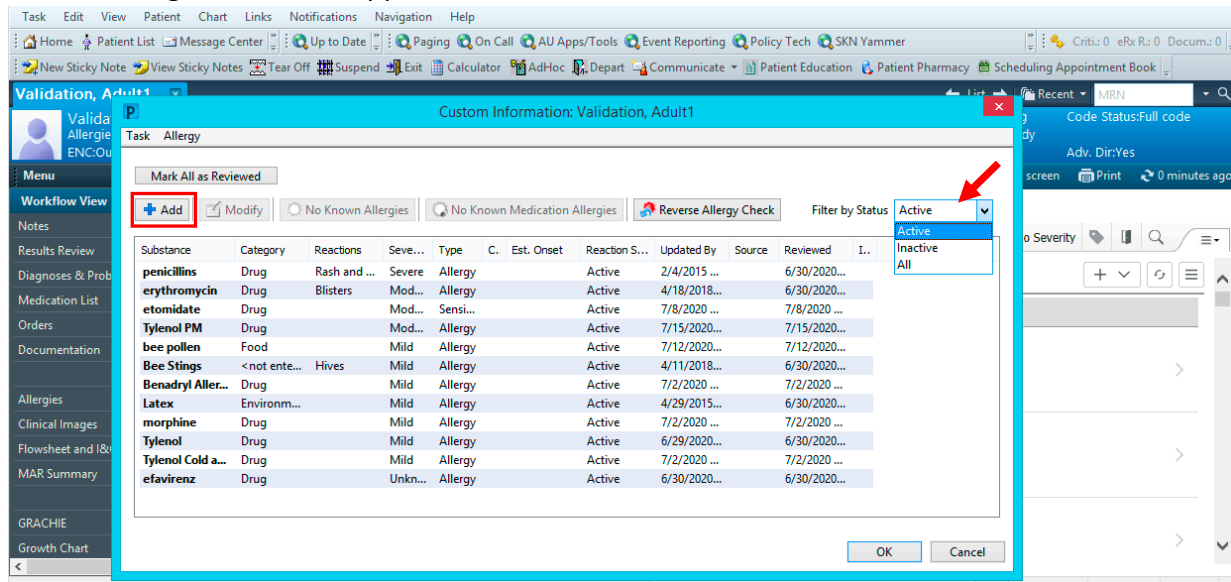 Task Edit View Patient Chart Links Notifications Navigation Help
Home Patient List Message Center Up to Date Paging On Call AU Apps/Tools Event Reporting Policy Tech SKN Yammer Criti.: 0 eRx R.: 0 Docum.: 0
New Sticky Note View Sticky Notes Tear Off Suspend Exit Calculator AdHoc Depart Communicate Patient Education Patient Pharmacy Scheduling Appointment Book
Validation, Adult1 List Recent MRN
Custom Information: Validation, Adult1
Valida Code Status:Full code
Allergie Task Allergy dy
ENC:Ou Adv. Dir:Yes
Menu Mark All as Reviewed screen Print 0 minutes ago
Workflow View Add Modify No Known Allergies No Known Medication Allergies Reverse Allergy Check Filter by Status Active
Active
Notes o Severity
Inactive
Results Review Substance Category Reactions Seve... Type C. Est. Onset Reaction S... Updated By Source Reviewed I..
All
Diagnoses & Prob penicillins Drug Rash and ... Severe Allergy Active 2/4/2015 ... 6/30/2020...
erythromycin Drug Blisters Mod... Allergy Active 4/18/2018... 6/30/2020...
Medication List etomidate Drug Mod... Sensi... Active 7/8/2020 ... 7/8/2020 ...
Orders Tylenol PM Drug Mod... Allergy Active 7/15/2020... 7/15/2020...
Documentation bee pollen Food Mild Allergy Active 7/12/2020... 7/12/2020...
Bee Stings <not ente... Hives Mild Allergy Active 4/11/2018... 6/30/2020...
Benadryl Aller... Drug Mild Allergy Active 7/2/2020 ... 7/2/2020 ...
Allergies Latex Environm... Mild Allergy Active 4/29/2015... 6/30/2020...
Clinical Images morphine Drug Mild Allergy Active 7/2/2020 ... 7/2/2020 ...
Flowsheet and I& Tylenol Drug Mild Allergy Active 6/29/2020... 6/30/2020...
MAR Summary Tylenol Cold a... Drug Mild Allergy Active 7/2/2020 ... 7/2/2020 ...
efavirenz Drug Unkn... Allergy Active 6/30/2020... 6/30/2020...
GRACHIE
Growth Chart OK Cancel